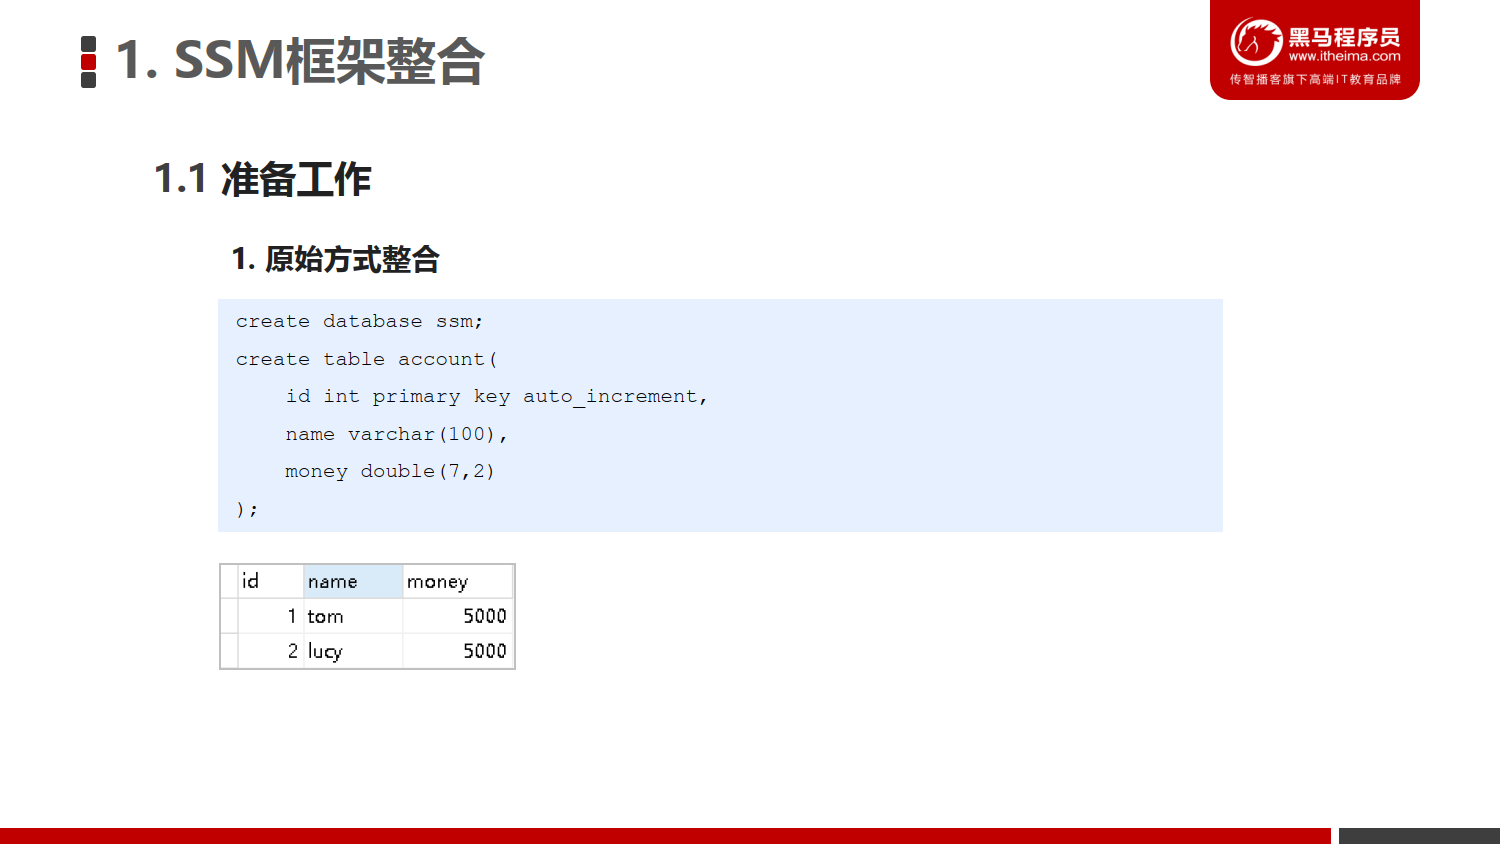 1. SSM框架整合
黑马程序员
www.itheima.com
传智播客旗下高端IT教育品牌
1.1 准备工作
1. 原始方式整合
create database ssm;
create table account(
    id int primary key auto_increment,
    name varchar(100),
    money double(7,2)
);
id name money
1 tom 5000
2 lucy 5000